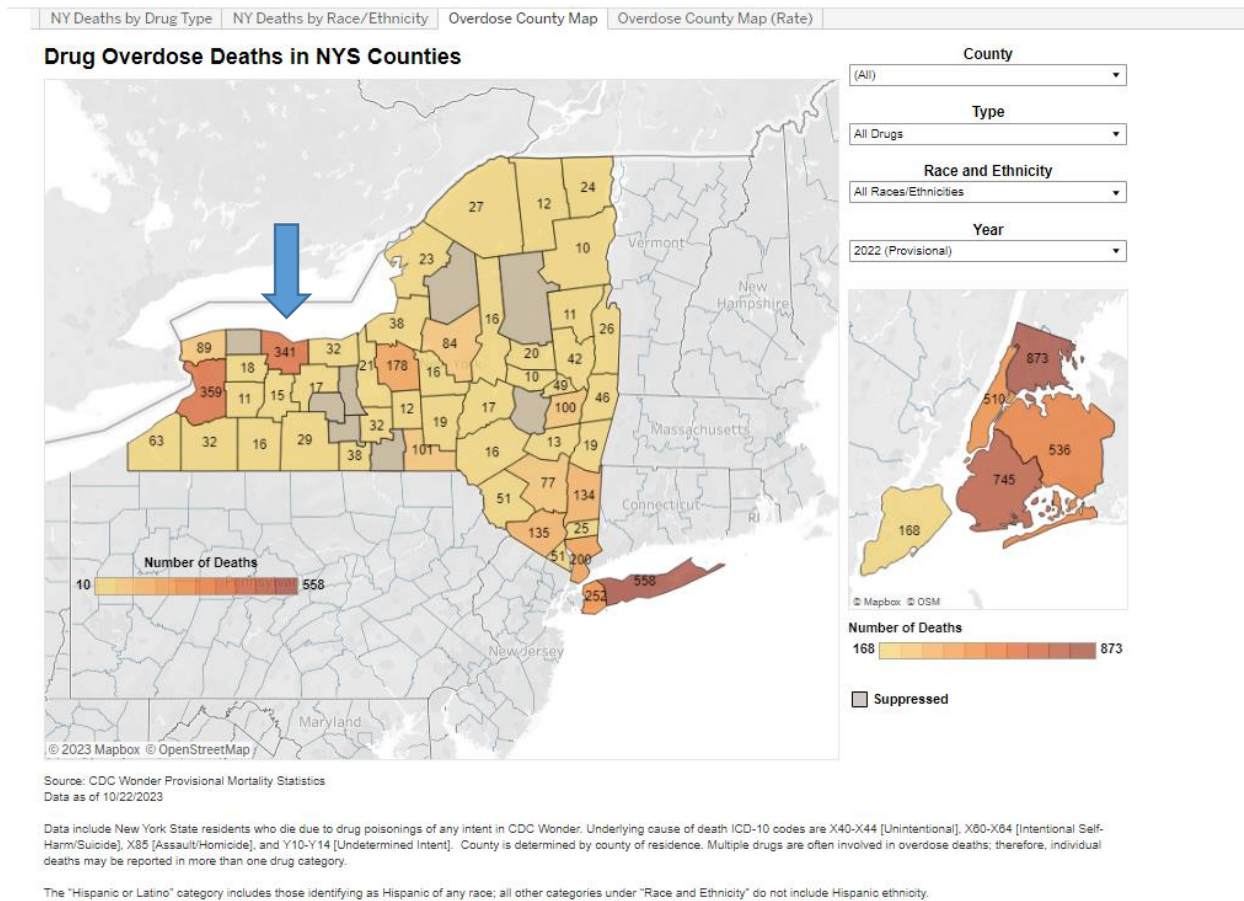 NY Deaths by Drug Type NY Deaths by Race/Ethnicity Overdose County Map Overdose County Map (Rate)
Drug Overdose Deaths in NYS Counties
County
(All)
Type
All Drugs
Race and Ethnicity
All Races/Ethnicities
Year
2022 (Provisional)
27 12 24
10
Vermont
23
New
Hampshire
16 11 26
38
89 341 32 84
18 21 178 16 20 42
359 11 15 17 10 49
12 100 46
63 32 16 29 32 19 17
38 101 16 13 19
Massachusetts
77 134
51
Connecticut
RI
135 25
51 200
558
252
Number of Deaths
10 558
New Jersey
Maryland
© 2023 Mapbox © OpenStreetMap
873
510
536
745
168
© Mapbox © OSM
Number of Deaths
168 873
Suppressed
Source: CDC Wonder Provisional Mortality Statistics
Data as of 10/22/2023
Data include New York State residents who die due to drug poisonings of any intent in CDC Wonder. Underlying cause of death ICD-10 codes are X40-X44 [Unintentional], X60-X64 [Intentional Self-
Harm/Suicide], X85 [Assault/Homicide], and Y10-Y14 [Undetermined Intent]. County is determined by county of residence. Multiple drugs are often involved in overdose deaths; therefore, individual
deaths may be reported in more than one drug category.
The "Hispanic or Latino" category includes those identifying as Hispanic of any race; all other categories under "Race and Ethnicity" do not include Hispanic ethnicity.